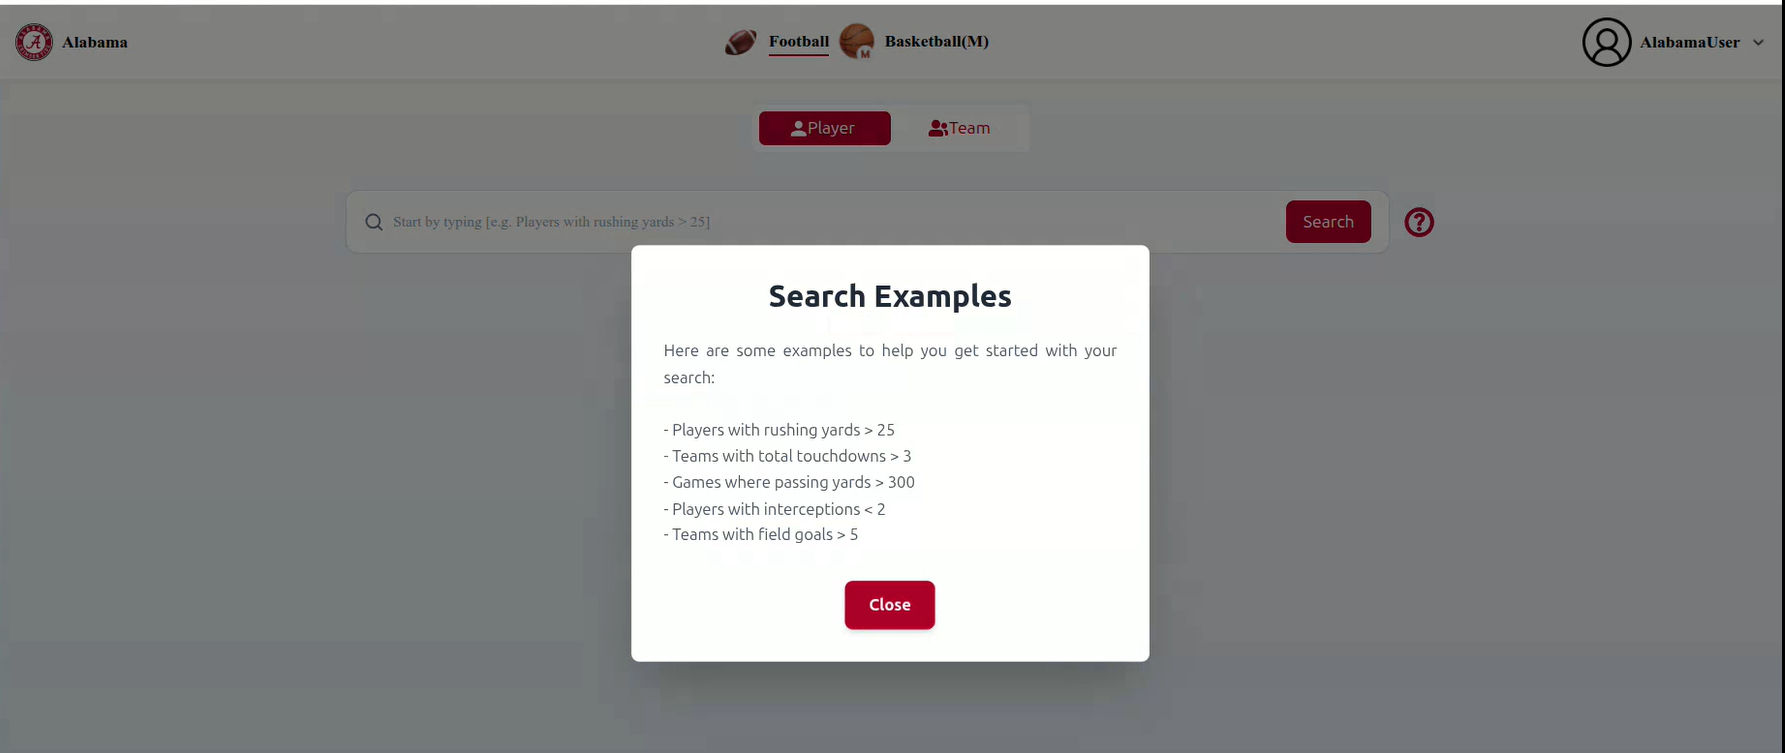 Alabama
Football
Basketball(M)
AlabamaUser
Player
Team
Start by typing [e.g. Players with rushing yards > 25]
Search
Search Examples
Here are some examples to help you get started with your
search:
- Players with rushing yards > 25
- Teams with total touchdowns > 3
- Games where passing yards > 300
- Players with interceptions < 2
- Teams with field goals > 5
Close